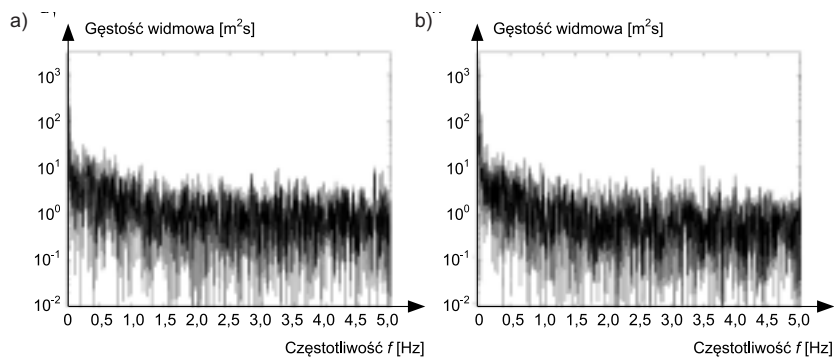 a) Gęstość widmowa [m²s]
10³
10²
10¹
10⁰
10⁻¹
10⁻²
0 0,5 1,0 1,5 2,0 2,5 3,0 3,5 4,0 4,5 5,0
Częstotliwość f [Hz]
b) Gęstość widmowa [m²s]
10³
10²
10¹
10⁰
10⁻¹
10⁻²
0 0,5 1,0 1,5 2,0 2,5 3,0 3,5 4,0 4,5 5,0
Częstotliwość f [Hz]